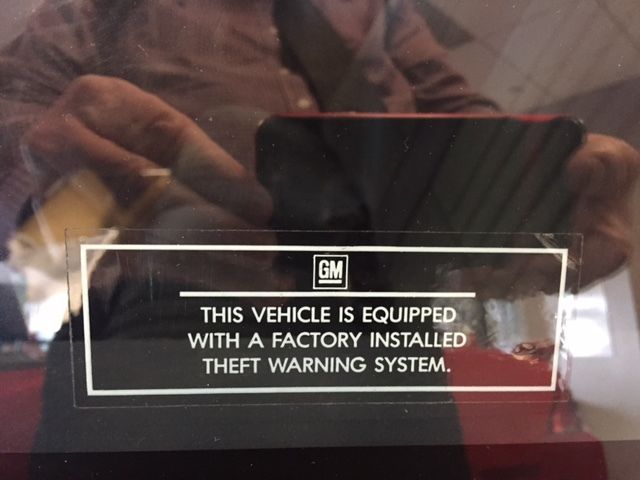 GM
THIS VEHICLE IS EQUIPPED
WITH A FACTORY INSTALLED
THEFT WARNING SYSTEM.